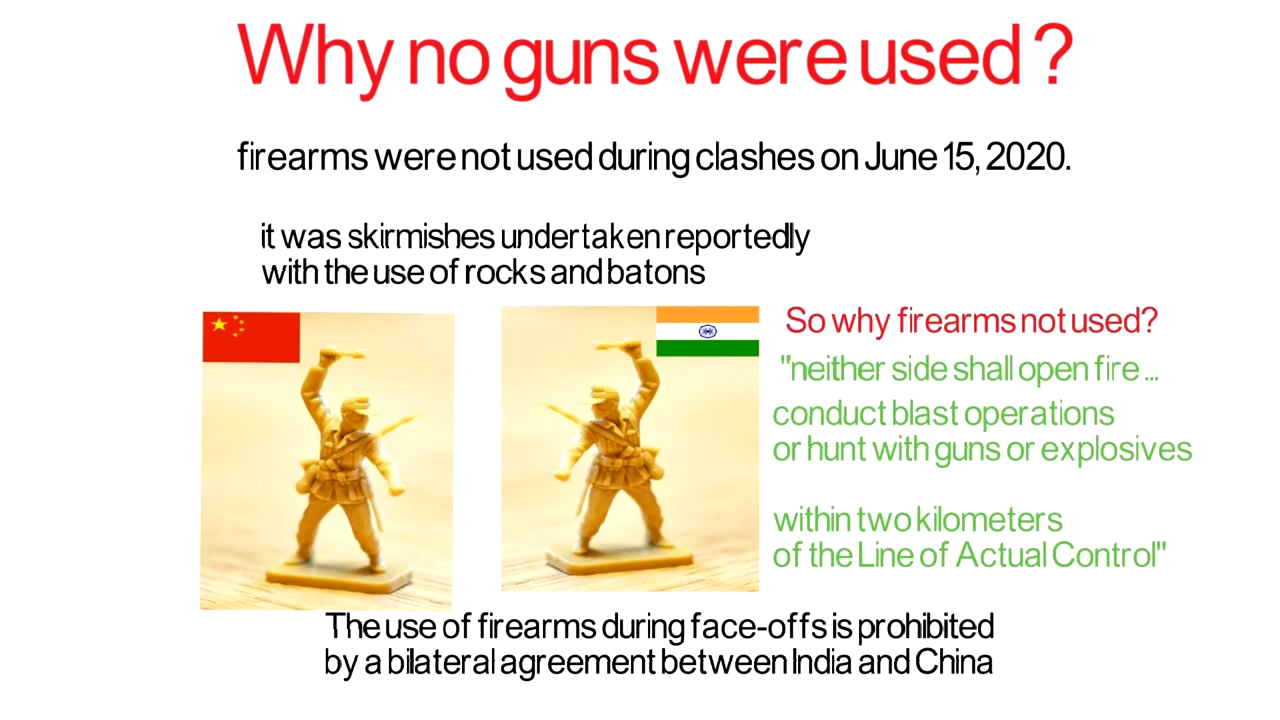 Why no guns were used ?
firearms were not used during clashes on June 15, 2020.
it was skirmishes undertaken reportedly
with the use of rocks and batons
So why firearms not used?
"neither side shall open fire ...
conduct blast operations
or hunt with guns or explosives
within two kilometers
of the Line of Actual Control"
The use of firearms during face-offs is prohibited
by a bilateral agreement between India and China